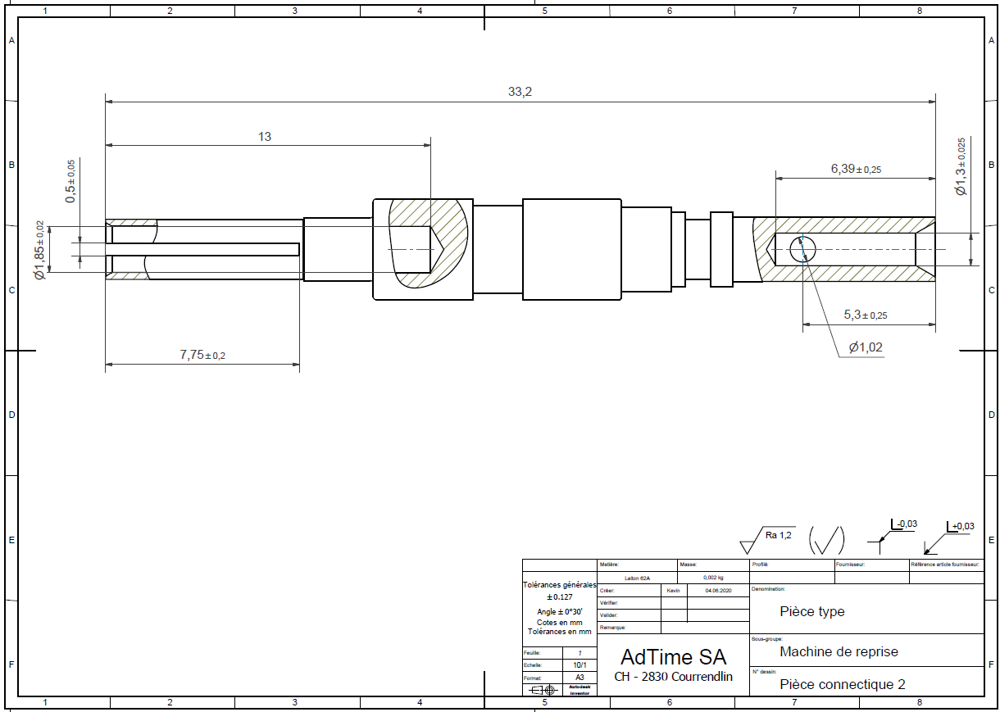 1 2 3 4 5 6 7 8
A A
33,2
13
B B
0,5±0,05
6,39±0,25
Ø1,3±0,025
Ø1,85±0,02
C C
5,3±0,25
Ø1,02
7,75±0,2
D D
E E
Ra 1,2
-0,03
+0,03
Tolérances générales
±0.127
Angle ± 0°30'
Cotes en mm
Tolérances en mm
Matière: Masse: Profilé: Fournisseur: Référence article fournisseur:
Laiton 62A 0,002 kg
Créer: Kevin 04.06.2020
Vérifier:
Valider:
Remarque:
Denomination:
Pièce type
Sous-groupe:
Machine de reprise
N° dessin:
Pièce connectique 2
Feuille: 1
Echelle: 10/1
Format: A3
Autodesk
Inventor
AdTime SA
CH - 2830 Courrendlin
F F
1 2 3 4 5 6 7 8